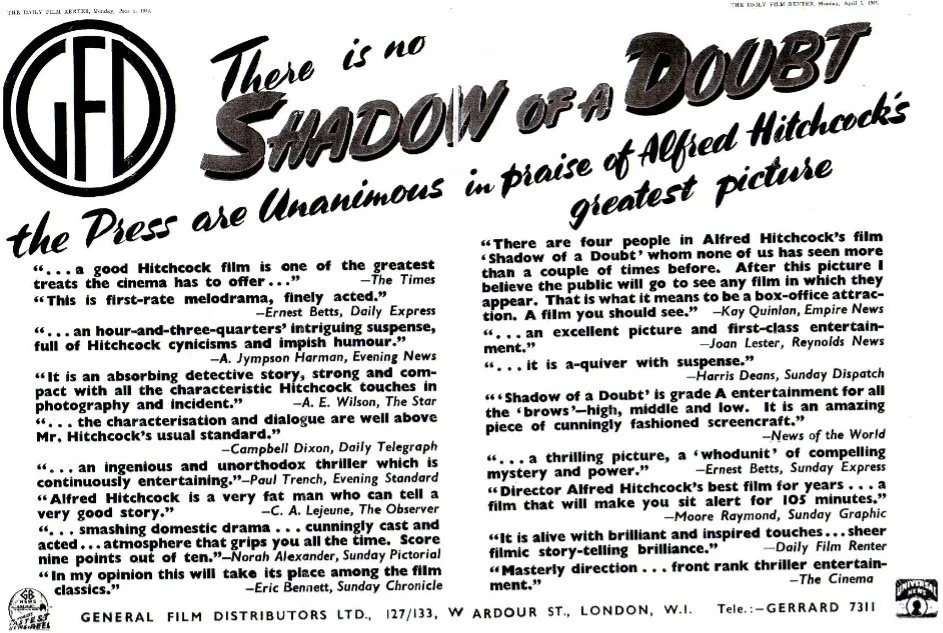 THE DAILY FILM RENTER, Monday,
THE DAILY FILM RENTER, Monday, April
GFD
There is no
SHADOW OF A DOUBT
the Press are Unanimous in praise of Alfred Hitchcock's
greatest picture
“...a good Hitchcock film is one of the greatest
treats the cinema has to offer...” —The Times
“This is first-rate melodrama, finely acted.”
—Ernest Betts, Daily Express
“...an hour-and-three-quarters' intriguing suspense,
full of Hitchcock cynicisms and impish humour.”
—A. Jympson Harman, Evening News
“It is an absorbing detective story, strong and com-
pact with all the characteristic Hitchcock touches in
photography and incident.” —A. E. Wilson, The Star
“... the characterisation and dialogue are well above
Mr. Hitchcock's usual standard.”
—Campbell Dixon, Daily Telegraph
“... an ingenious and unorthodox thriller which is
continuously entertaining.”—Paul Trench, Evening Standard
“Alfred Hitchcock is a very fat man who can tell a
very good story.” —C. A. Lejeune, The Observer
“... smashing domestic drama ... cunningly cast and
acted...atmosphere that grips you all the time. Score
nine points out of ten.”—Norah Alexander, Sunday Pictorial
“In my opinion this will take its place among the film
classics.” —Eric Bennett, Sunday Chronicle
“There are four people in Alfred Hitchcock's film
‘Shadow of a Doubt’ whom none of us has seen more
than a couple of times before. After this picture I
believe the public will go to see any film in which they
appear. That is what it means to be a box-office attrac-
tion. A film you should see.” —Kay Quinlan, Empire News
“... an excellent picture and first-class entertain-
ment.” —Joan Lester, Reynolds News
“... it is a-quiver with suspense.”
—Harris Deans, Sunday Dispatch
“‘Shadow of Doubt’ is grade A entertainment for all
the ‘brows’—high, middle and low. It is an amazing
piece of cunningly fashioned screencraft.”
—News of the World
“... a thrilling picture, a ‘whodunit’ of compelling
mystery and power.” —Ernest Betts, Sunday Express
“Director Alfred Hitchcock's best film for years ... a
film that will make you sit alert for 105 minutes.”
—Moore Raymond, Sunday Graphic
“It is alive with brilliant and inspired touches...sheer
filmic story-telling brilliance.” —Daily Film Renter
“Masterly direction ... front rank thriller entertain-
ment.” —The Cinema
GB
NEWS
UNIVERSAL
NEWS
GENERAL FILM DISTRIBUTORS LTD., 127/133, W ARDOUR ST., LONDON, W.I. Tele.:—GERRARD 7311